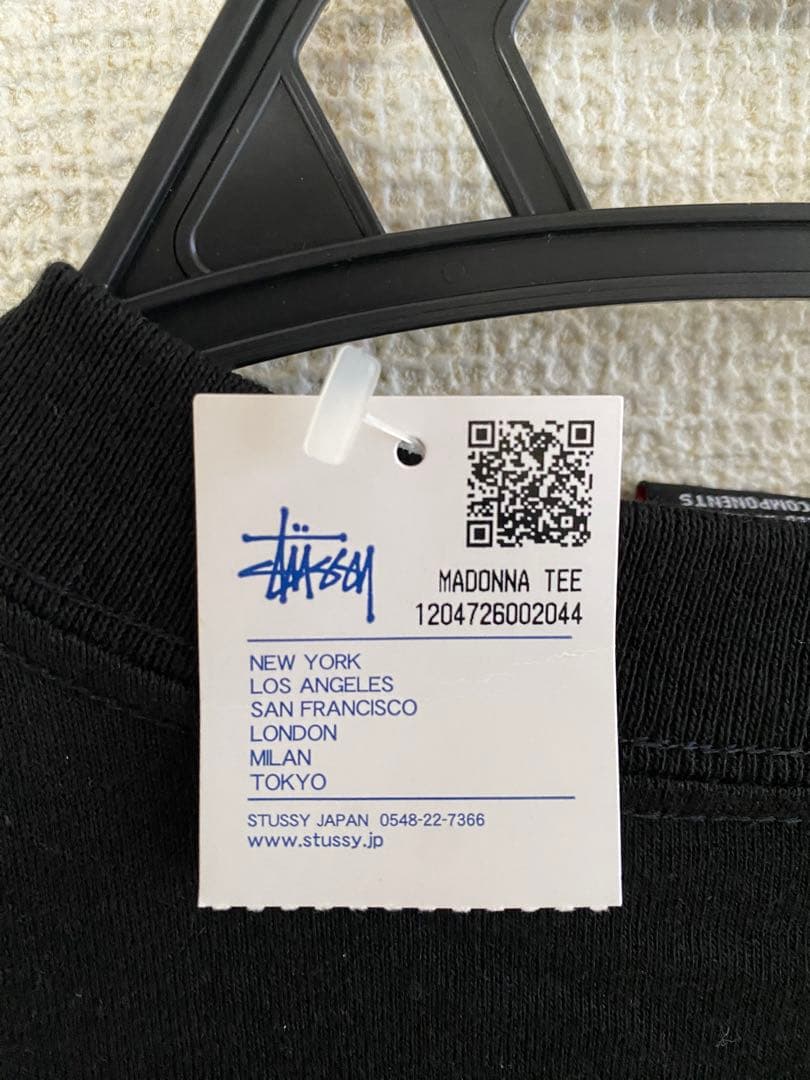 STÜSSY
MADONNA TEE
1204726002044
NEW YORK
LOS ANGELES
SAN FRANCISCO
LONDON
MILAN
TOKYO
STUSSY JAPAN 0548-22-7366
www.stussy.jp
COMPONENTS